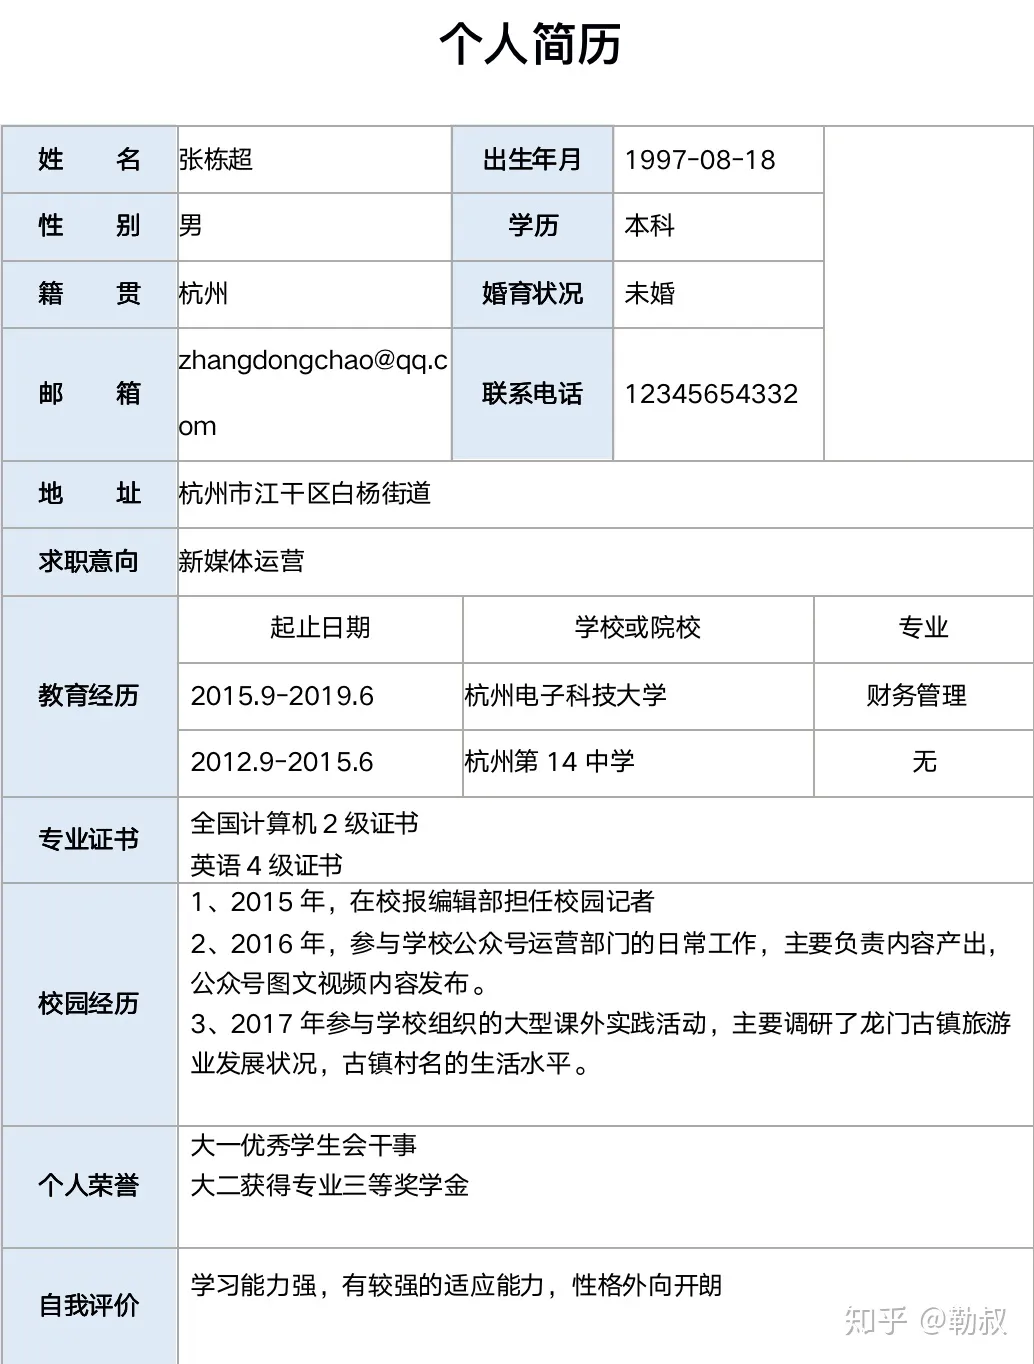 个人简历
姓 名 张栋超 出生年月 1997-08-18
性 别 男 学历 本科
籍 贯 杭州 婚育状况 未婚
邮 箱 zhangdongchao@qq.c
om 联系电话 12345654332
地 址 杭州市江干区白杨街道
求职意向 新媒体运营
教育经历 起止日期 学校或院校 专业
2015.9-2019.6 杭州电子科技大学 财务管理
2012.9-2015.6 杭州第 14 中学 无
专业证书 全国计算机 2 级证书
英语 4 级证书
校园经历 1、2015 年，在校报编辑部担任校园记者
2、2016 年，参与学校公众号运营部门的日常工作，主要负责内容产出，
公众号图文视频内容发布。
3、2017 年参与学校组织的大型课外实践活动，主要调研了龙门古镇旅游
业发展状况，古镇村名的生活水平。
个人荣誉 大一优秀学生会干事
大二获得专业三等奖学金
自我评价 学习能力强，有较强的适应能力，性格外向开朗
知乎 @勒叔